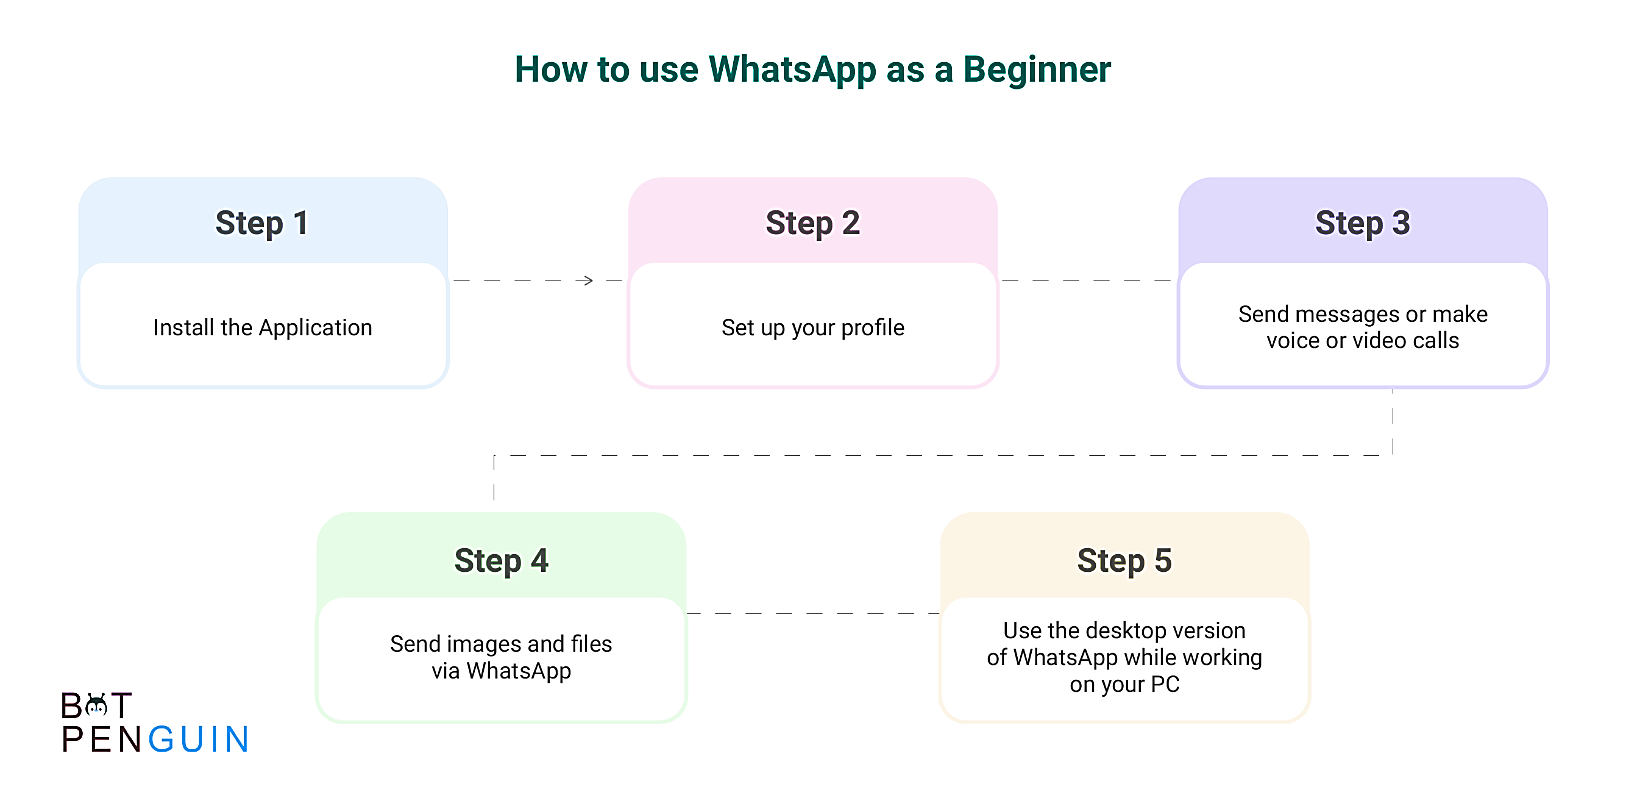 How to use WhatsApp as a Beginner
Step 1
Install the Application
Step 2
Set up your profile
Step 3
Send messages or make
voice or video calls
Step 4
Send images and files
via WhatsApp
Step 5
Use the desktop version
of WhatsApp while working
on your PC
BOT
PENGUIN